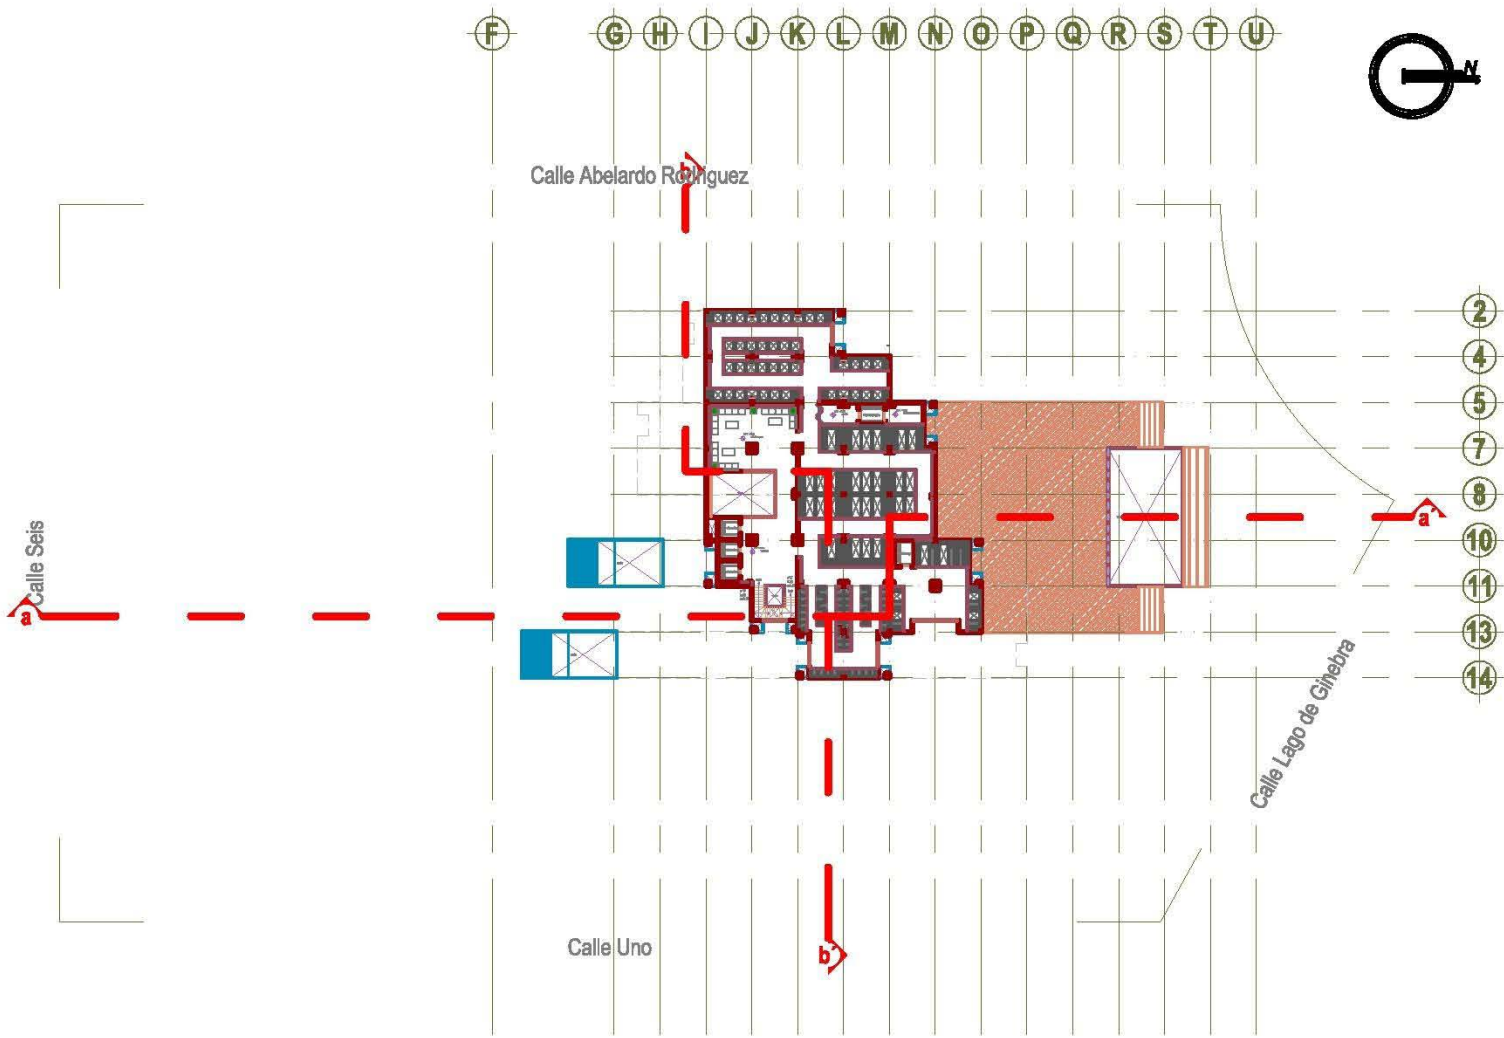 F G H I J K L M N O P Q R S T U
N
Calle Abelardo Rodriguez
b
2
4
5
7
8
a´
10
Calle Seis
11
a
13
14
Calle Lago de Ginebra
Calle Uno
b´